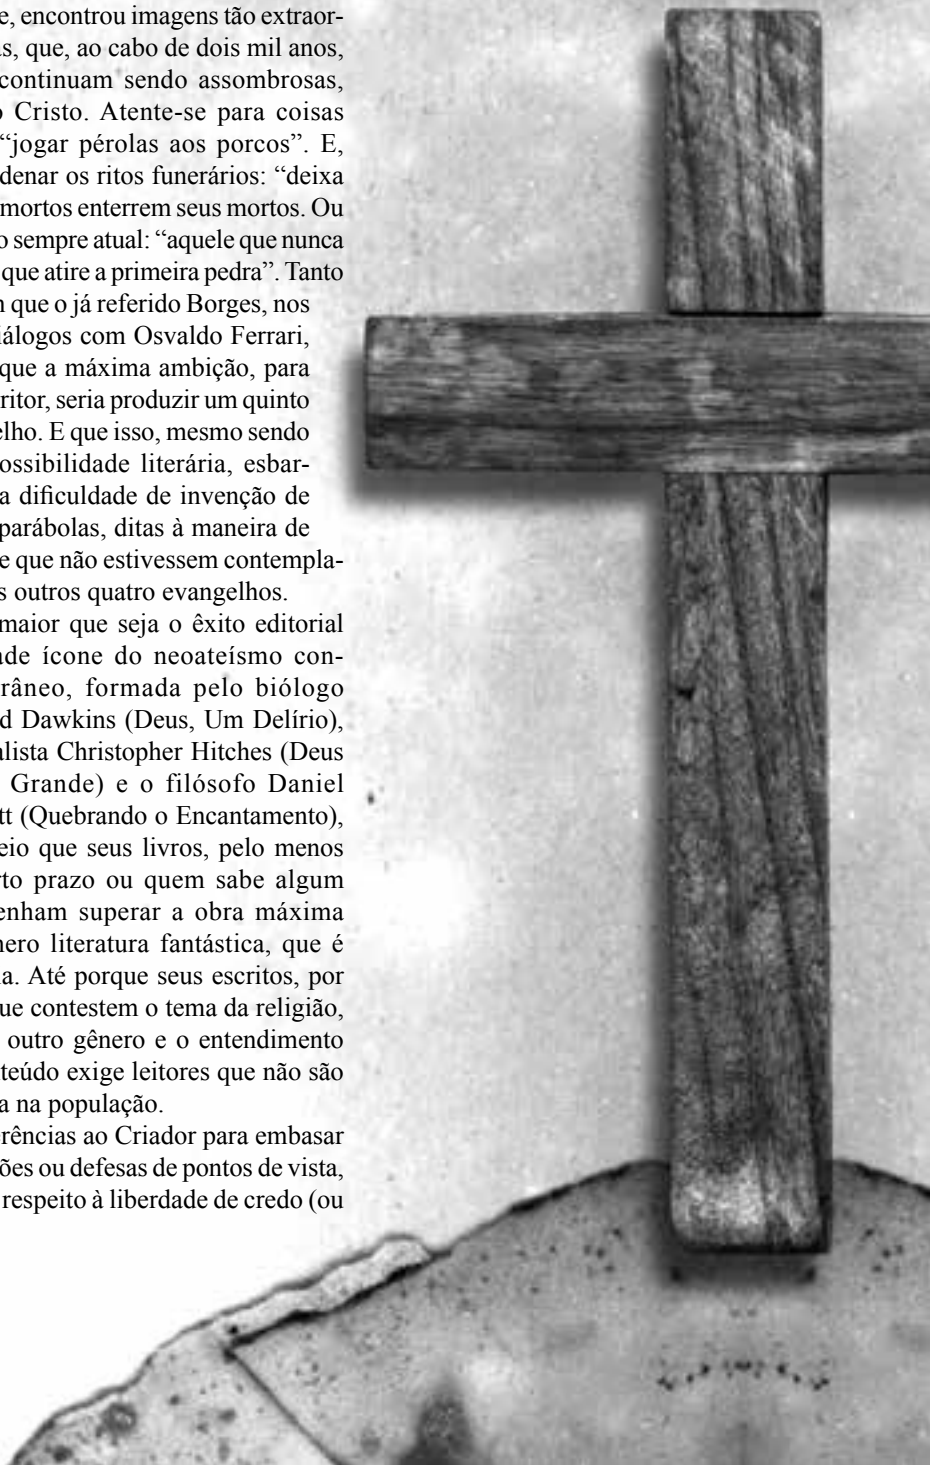 e, encontrou imagens tão extraor-
as, que, ao cabo de dois mil anos,
continuam sendo assombrosas,
o Cristo. Atente-se para coisas
“jogar pérolas aos porcos”. E,
denar os ritos funerários: “deixa
mortos enterrem seus mortos. Ou
o sempre atual: “aquele que nunca
que atire a primeira pedra”. Tanto
que o já referido Borges, nos
iálogos com Osvaldo Ferrari,
que a máxima ambição, para
ritor, seria produzir um quinto
elho. E que isso, mesmo sendo
ossibilidade literária, esbar-
a dificuldade de invenção de
parábolas, ditas à maneira de
e que não estivessem contempla-
s outros quatro evangelhos.
maior que seja o êxito editorial
ade ícone do neoateísmo con-
râneo, formada pelo biólogo
d Dawkins (Deus, Um Delírio),
alista Christopher Hitches (Deus
Grande) e o filósofo Daniel
tt (Quebrando o Encantamento),
eio que seus livros, pelo menos
rto prazo ou quem sabe algum
enham superar a obra máxima
nero literatura fantástica, que é
a. Até porque seus escritos, por
que contestem o tema da religião,
outro gênero e o entendimento
teúdo exige leitores que não são
a na população.
erências ao Criador para embasar
ões ou defesas de pontos de vista,
respeito à liberdade de credo (ou